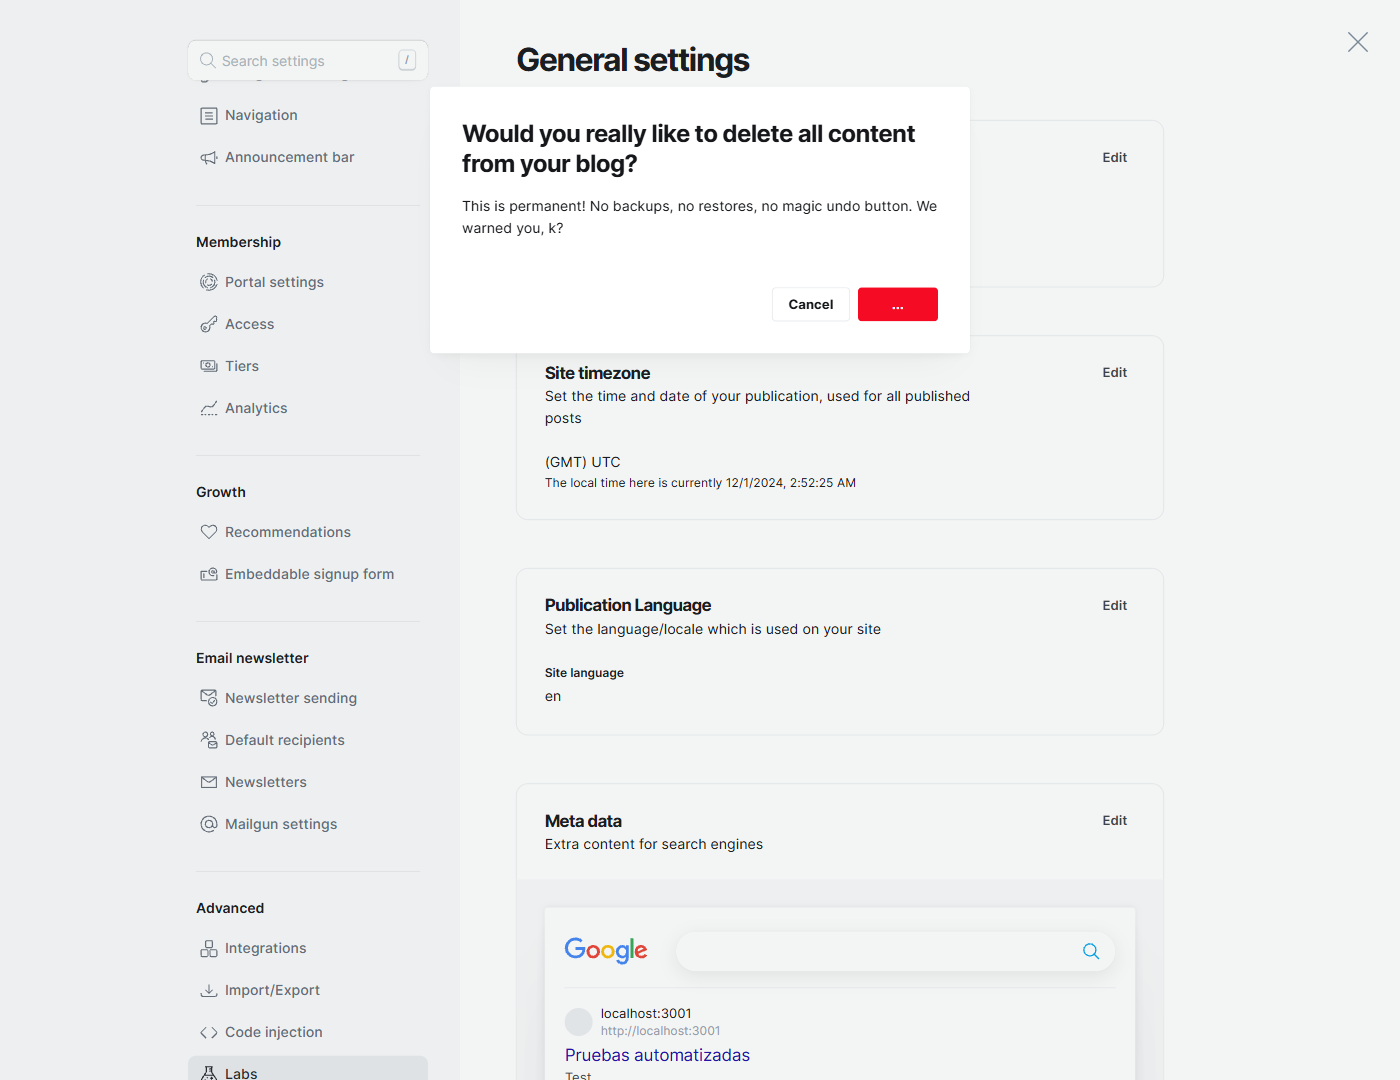 Search settings
/
Navigation
Announcement bar
Membership
Portal settings
Access
Tiers
Analytics
Growth
Recommendations
Embeddable signup form
Email newsletter
Newsletter sending
Default recipients
Newsletters
Mailgun settings
Advanced
Integrations
Import/Export
Code injection
Labs
General settings
Edit
Would you really like to delete all content
from your blog?
This is permanent! No backups, no restores, no magic undo button. We
warned you, k?
Cancel
...
Site timezone
Edit
Set the time and date of your publication, used for all published
posts
(GMT) UTC
The local time here is currently 12/1/2024, 2:52:25 AM
Publication Language
Edit
Set the language/locale which is used on your site
Site language
en
Meta data
Edit
Extra content for search engines
Google
localhost:3001
http://localhost:3001
Pruebas automatizadas
Test